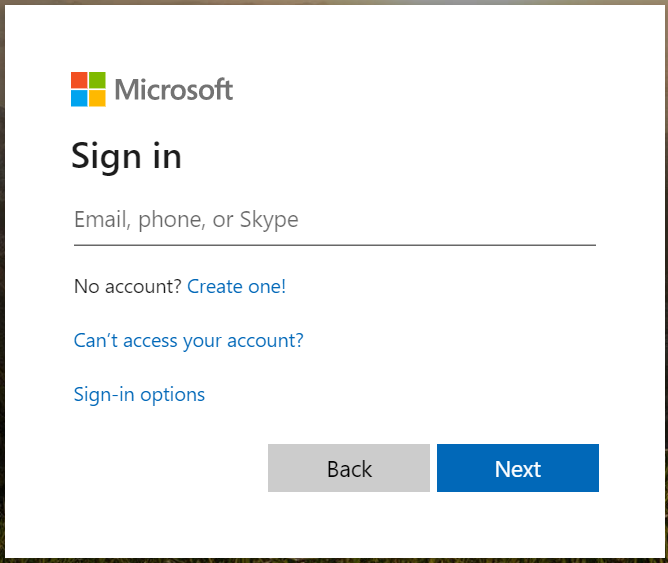 Microsoft
Sign in
Email, phone, or Skype
No account? Create one!
Can’t access your account?
Sign-in options
Back Next